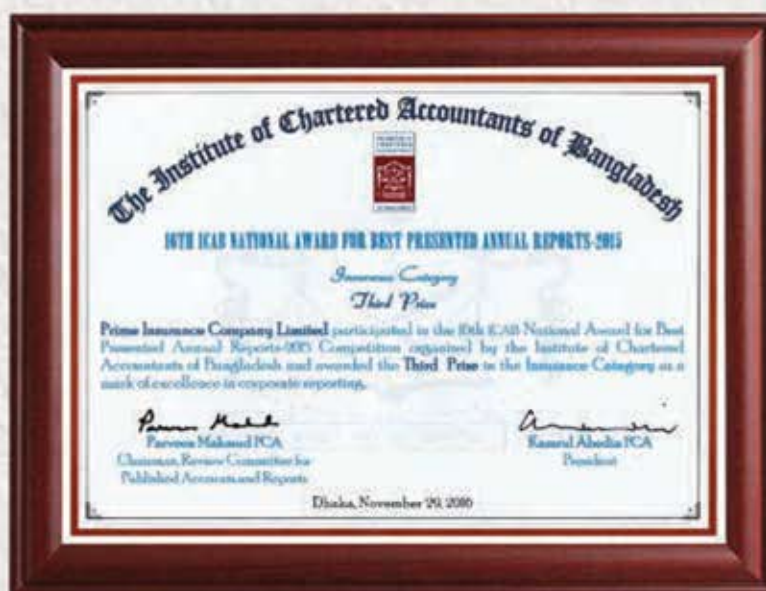 The Institute of Chartered Accountants of Bangladesh
16TH ICAB NATIONAL AWARD FOR BEST PRESENTED ANNUAL REPORTS-2015
Insurance Category
Third Prize
Prime Insurance Company Limited participated in the 16th ICAB National Award for Best
Presented Annual Reports-2015 Competition organised by the Institute of Chartered
Accountants of Bangladesh and awarded the Third Prize in the Insurance Category as a
mark of excellence in corporate reporting.
Parveen Mahmud FCA
Kamrul Abedin FCA
Chairman, Review Committee for
President
Published Accounts and Reports
Dhaka, November 29, 2016